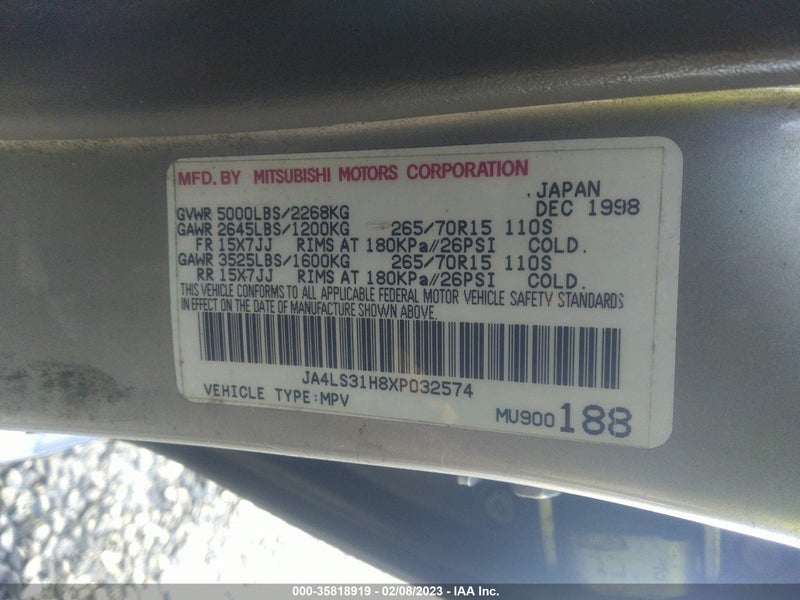 MFD. BY MITSUBISHI MOTORS CORPORATION
JAPAN
GVWR 5000LBS/2268KG DEC 1998
GAWR 2645LBS/1200KG 265/70R15 110S
FR 15X7JJ RIMS AT 180KPa//26PSI COLD.
GAWR 3525LBS/1600KG 265/70R15 110S
RR 15X7JJ RIMS AT 180KPa//26PSI COLD.
THIS VEHICLE CONFORMS TO ALL APPLICABLE FEDERAL MOTOR VEHICLE SAFETY STANDARDS
IN EFFECT ON THE DATE OF MANUFACTURE SHOWN ABOVE.
JA4LS31H8XP032574
VEHICLE TYPE:MPV
MU900 188
000-35818919 - 02/08/2023 - IAA Inc.